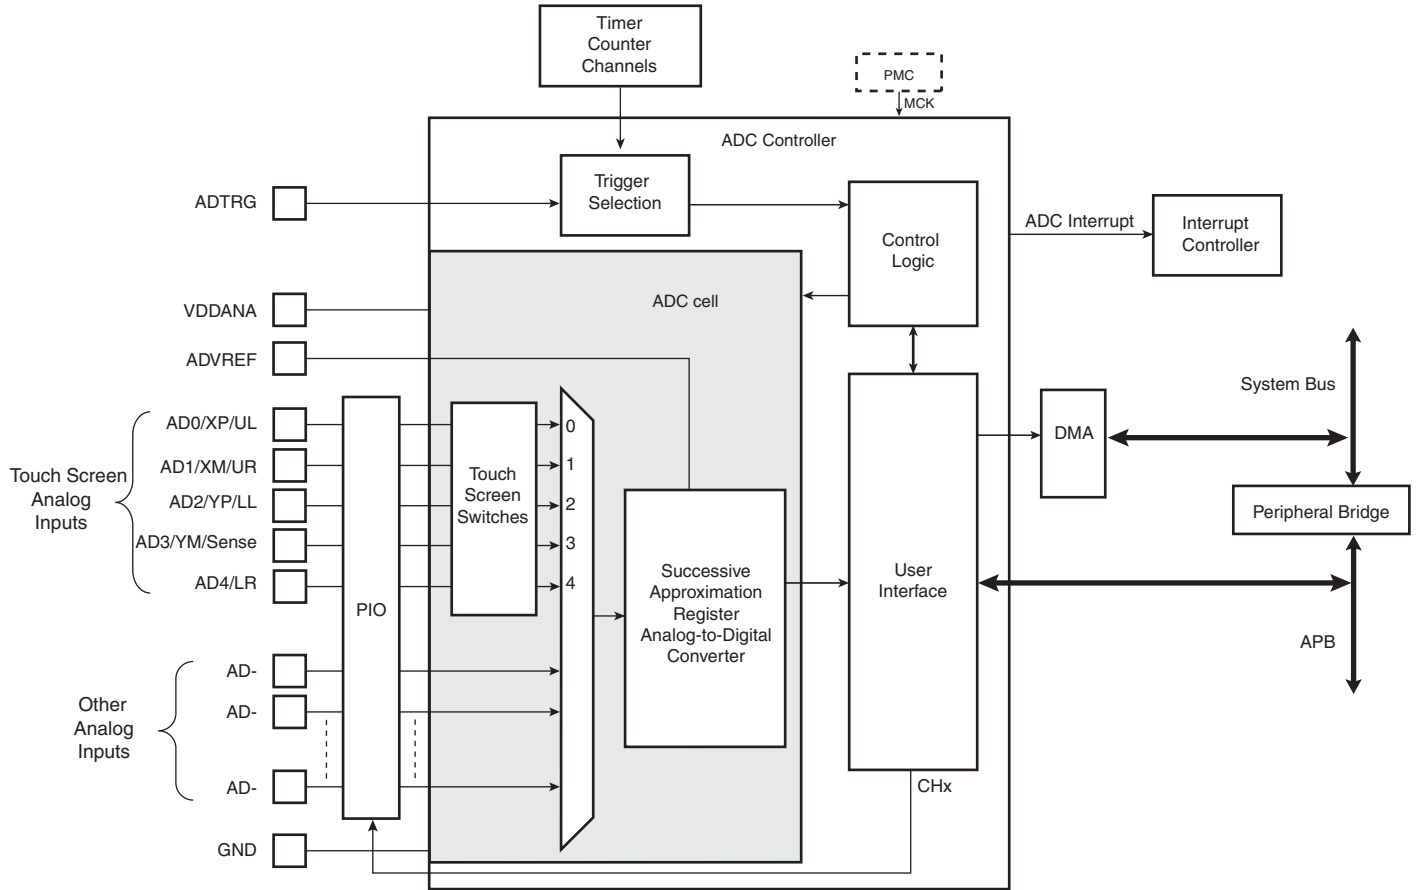 Timer
Counter
Channels
PMC
MCK
ADC Controller
ADTRG
Trigger
Selection
Control
Logic
ADC Interrupt
Interrupt
Controller
VDDANA
ADC cell
ADVREF
System Bus
AD0/XP/UL
0
DMA
AD1/XM/UR
1
Touch Screen
Analog
Inputs
Touch
Screen
Switches
AD2/YP/LL
2
Peripheral Bridge
AD3/YM/Sense
3
AD4/LR
4
PIO
Successive
Approximation
Register
Analog-to-Digital
Converter
User
Interface
APB
AD-
Other
Analog
Inputs
AD-
AD-
CHx
GND